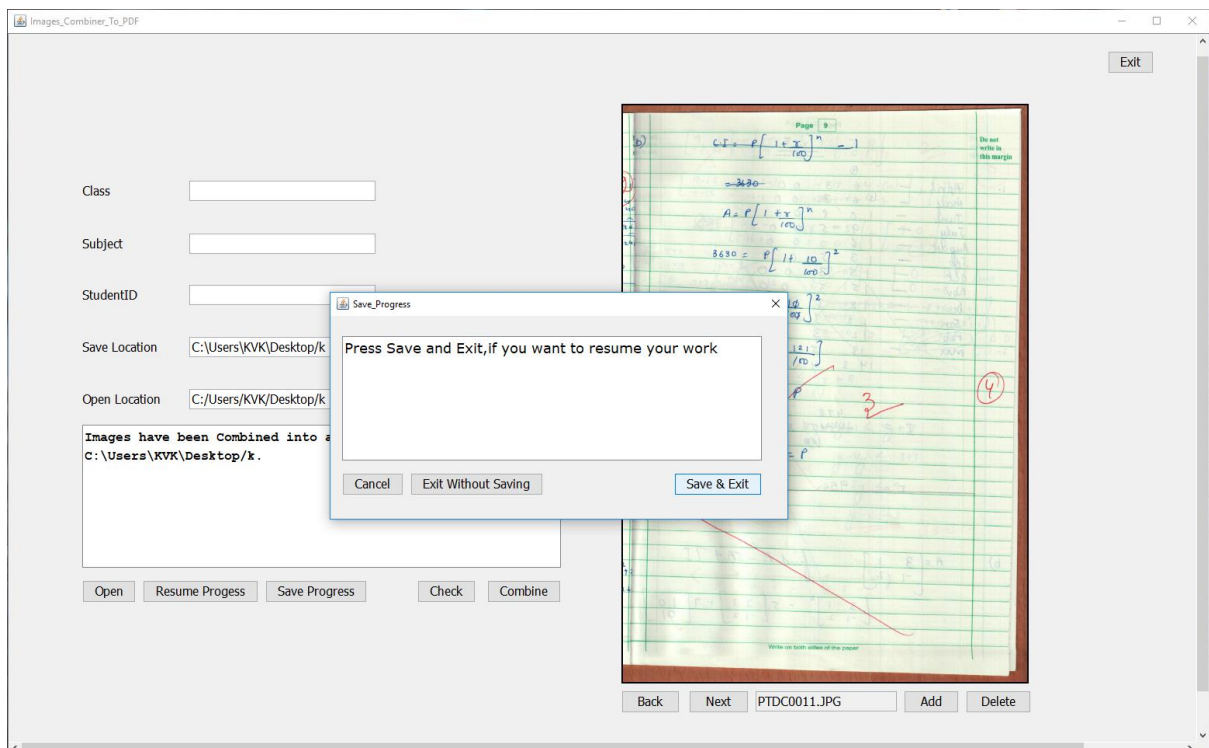 Images_Combiner_To_PDF
Exit
Class
Subject
StudentID
Save Location
C:\Users\KVK\Desktop/k
Open Location
C:/Users/KVK/Desktop/k
Images have been Combined into a
C:\Users\KVK\Desktop/k.
Open
Resume Progess
Save Progress
Check
Combine
Save_Progress
Press Save and Exit,if you want to resume your work
Cancel
Exit Without Saving
Save & Exit
Page 9
Do not
write in
this margin
b)
C.I = P[1 + r/100]^n - 1
= 3630
A = P[1 + r/100]^n
3630 = P[1 + 10/100]^2
121/100]
P
3
4
= P
Write on both sides of the paper
Back
Next
PTDC0011.JPG
Add
Delete